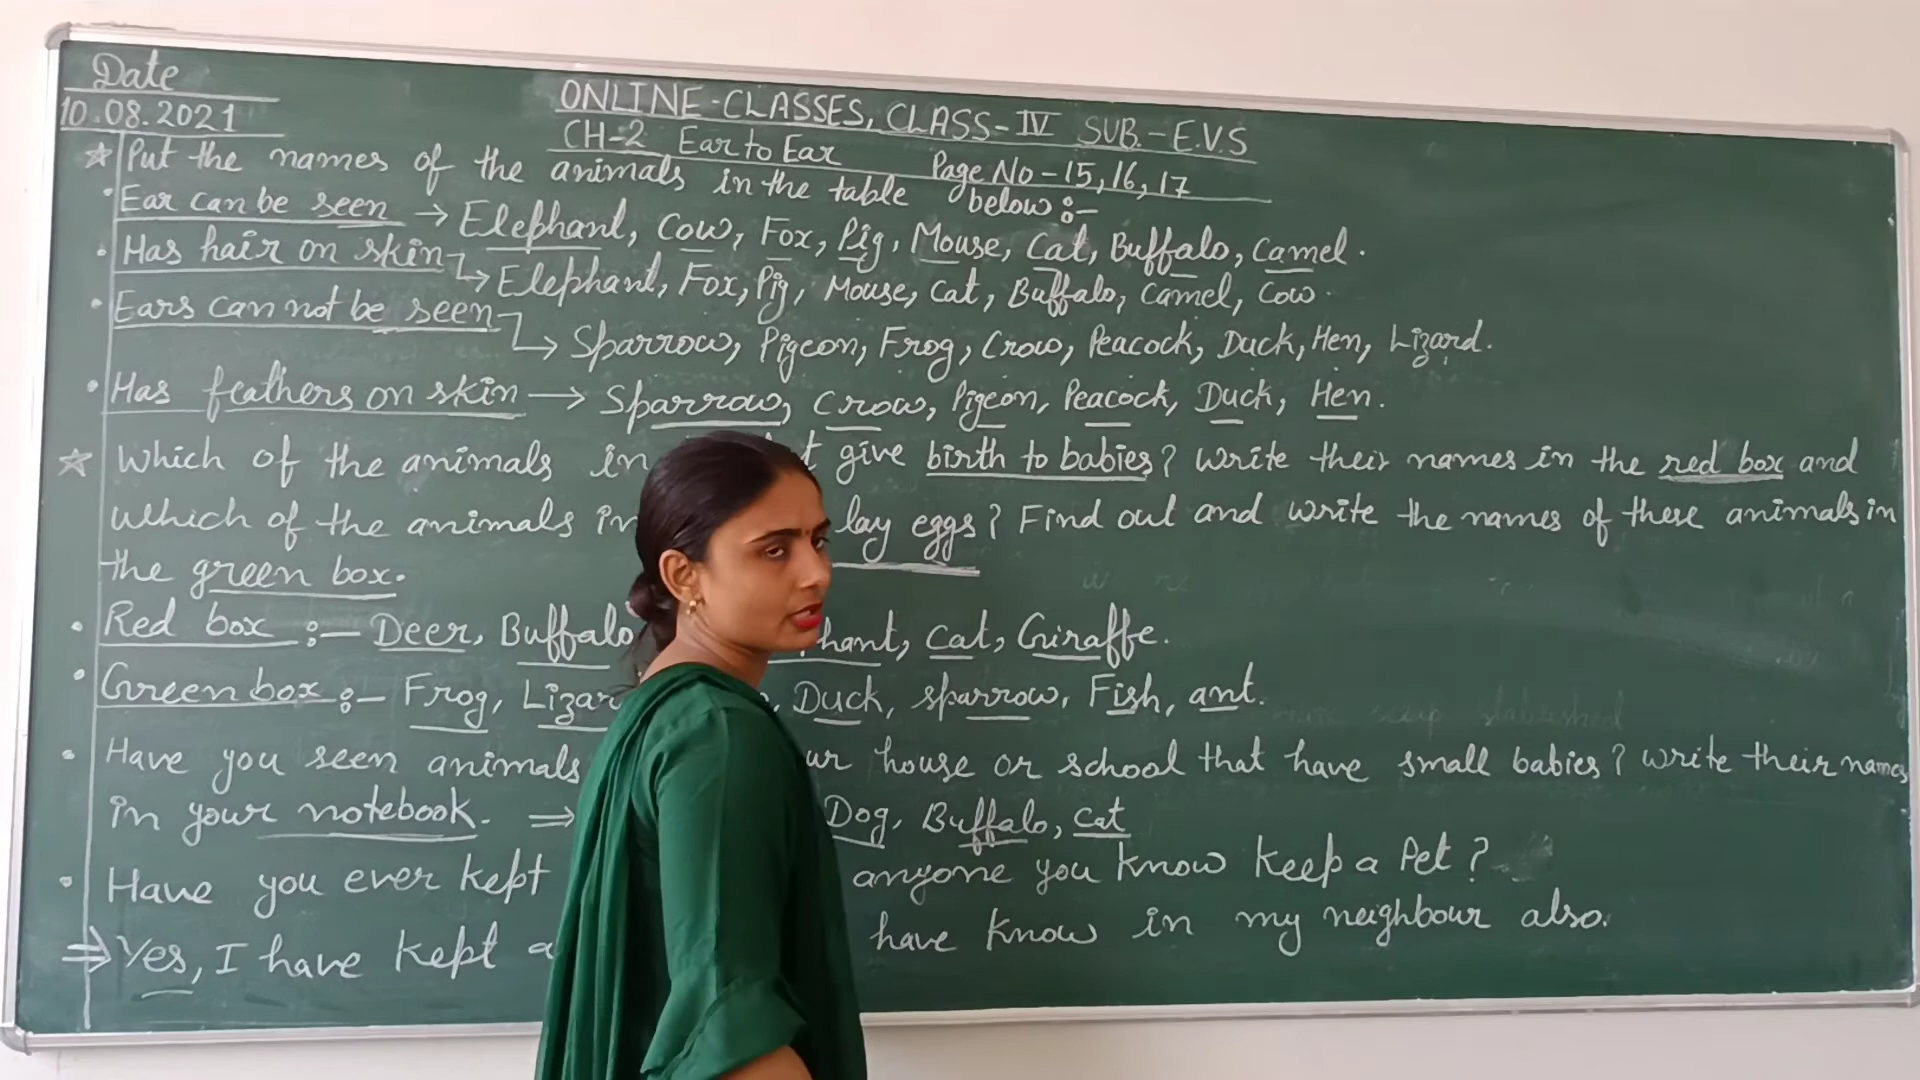 Date
10.08.2021
ONLINE-CLASSES, CLASS-IV SUB.-E.V.S
CH-2 Ear to Ear Page No-15,16,17
Put the names of the animals in the table below:-
Ear can be seen → Elephant, Cow, Fox, Pig, Mouse, Cat, Buffalo, Camel.
Has hair on skin → Elephant, Fox, Pig, Mouse, Cat, Buffalo, Camel, Cow.
Ears can not be seen → Sparrow, Pigeon, Frog, Crow, Peacock, Duck, Hen, Lizard.
Has feathers on skin → Sparrow, Crow, Pigeon, Peacock, Duck, Hen.
Which of the animals in give birth to babies? Write their names in the red box and
which of the animals in lay eggs? Find out and write the names of these animals in
the green box.
Red box :- Deer, Buffalo hant, Cat, Giraffe.
Green box :- Frog, Lizar , Duck, sparrow, Fish, ant.
Have you seen animals ur house or school that have small babies? write their names
in your notebook. ⇒ Dog, Buffalo, cat
Have you ever kept anyone you know keep a Pet?
⇒ Yes, I have kept a have know in my neighbour also.